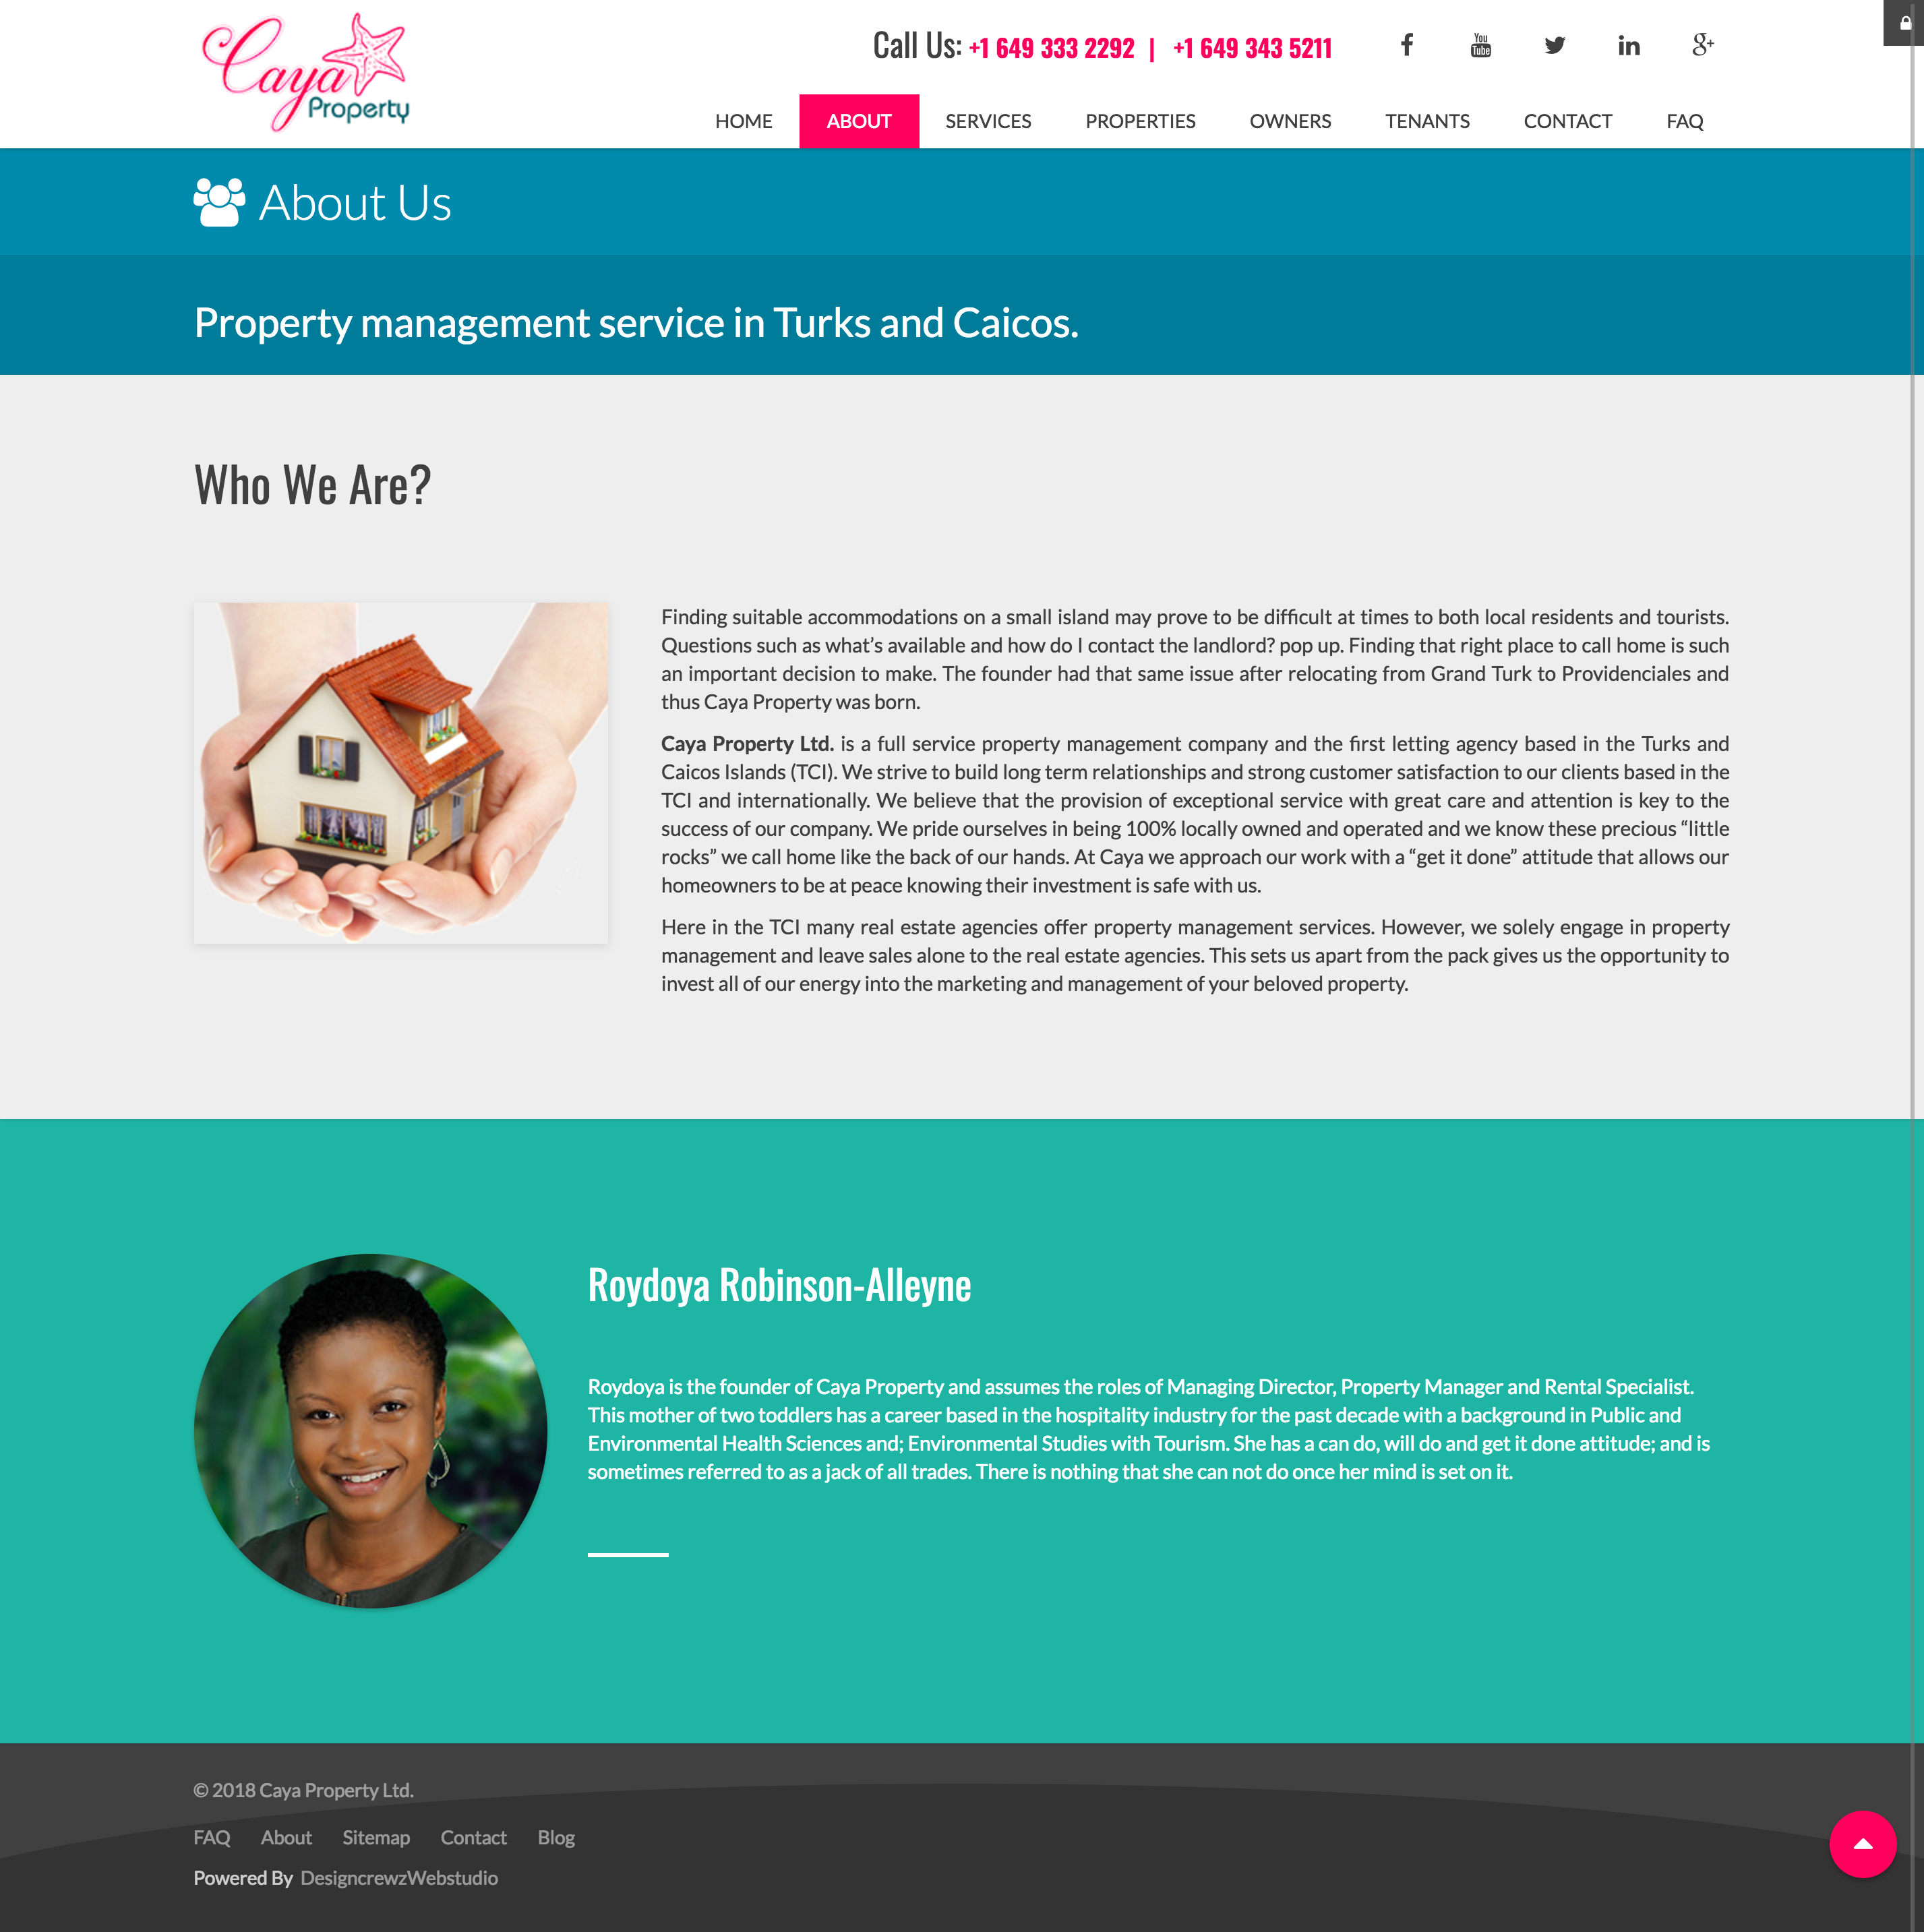 Caya
Property
Call Us: +1 649 333 2292 | +1 649 343 5211
You
Tube
HOME ABOUT SERVICES PROPERTIES OWNERS TENANTS CONTACT FAQ
About Us
Property management service in Turks and Caicos.
Who We Are?
Finding suitable accommodations on a small island may prove to be difficult at times to both local residents and tourists.
Questions such as what’s available and how do I contact the landlord? pop up. Finding that right place to call home is such
an important decision to make. The founder had that same issue after relocating from Grand Turk to Providenciales and
thus Caya Property was born.
Caya Property Ltd. is a full service property management company and the first letting agency based in the Turks and
Caicos Islands (TCI). We strive to build long term relationships and strong customer satisfaction to our clients based in the
TCI and internationally. We believe that the provision of exceptional service with great care and attention is key to the
success of our company. We pride ourselves in being 100% locally owned and operated and we know these precious “little
rocks” we call home like the back of our hands. At Caya we approach our work with a “get it done” attitude that allows our
homeowners to be at peace knowing their investment is safe with us.
Here in the TCI many real estate agencies offer property management services. However, we solely engage in property
management and leave sales alone to the real estate agencies. This sets us apart from the pack gives us the opportunity to
invest all of our energy into the marketing and management of your beloved property.
Roydoya Robinson-Alleyne
Roydoya is the founder of Caya Property and assumes the roles of Managing Director, Property Manager and Rental Specialist.
This mother of two toddlers has a career based in the hospitality industry for the past decade with a background in Public and
Environmental Health Sciences and; Environmental Studies with Tourism. She has a can do, will do and get it done attitude; and is
sometimes referred to as a jack of all trades. There is nothing that she can not do once her mind is set on it.
© 2018 Caya Property Ltd.
FAQ About Sitemap Contact Blog
Powered By DesigncrewzWebstudio